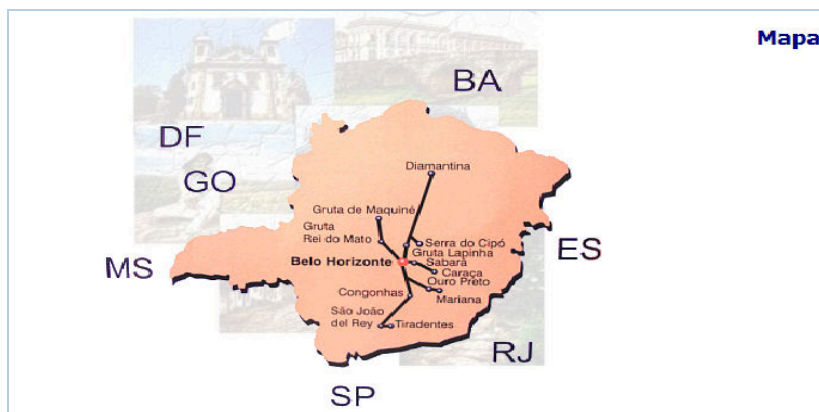 Mapa
BA
DF
GO
Diamantina
Gruta de Maquiné
Gruta
Rei do Mato
Serra do Cipó
Gruta Lapinha
ES
MS
Belo Horizonte
Sabará
Caraça
Ouro Preto
Congonhas
Mariana
São João
del Rey
Tiradentes
RJ
SP